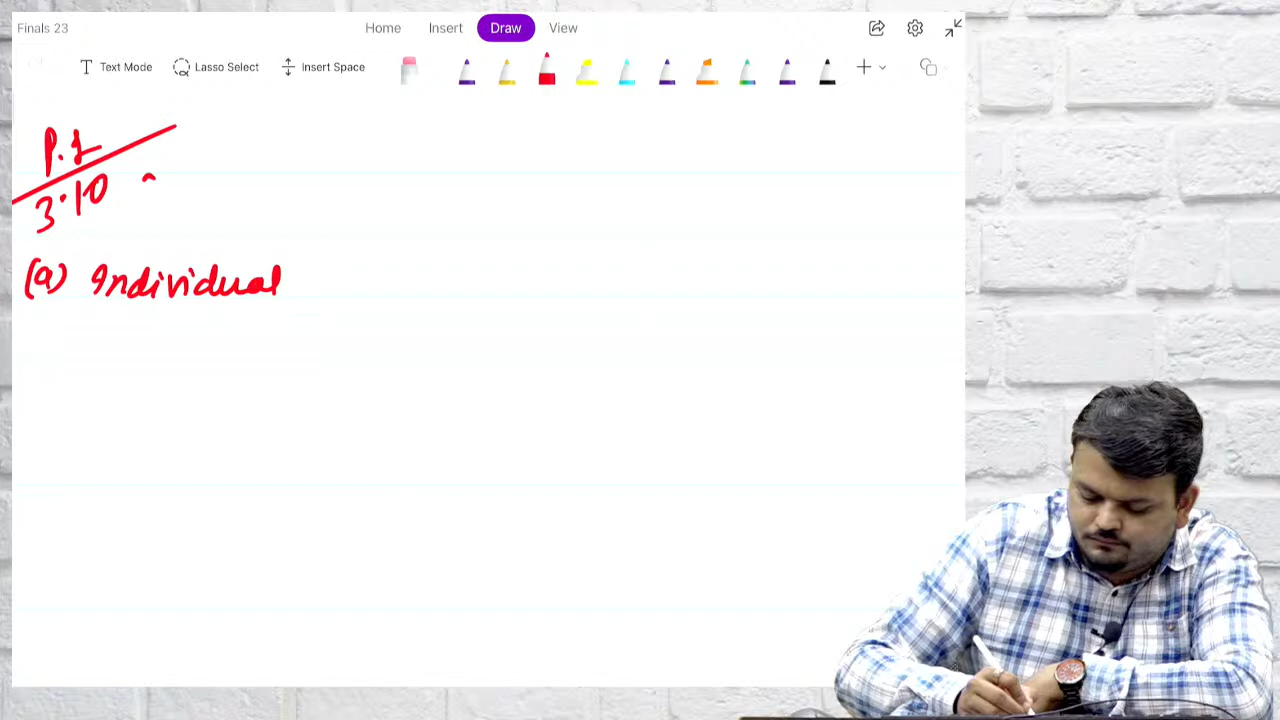 Finals 23
Home Insert Draw View
Text Mode Lasso Select Insert Space
P.1
3.10
(a) Individual